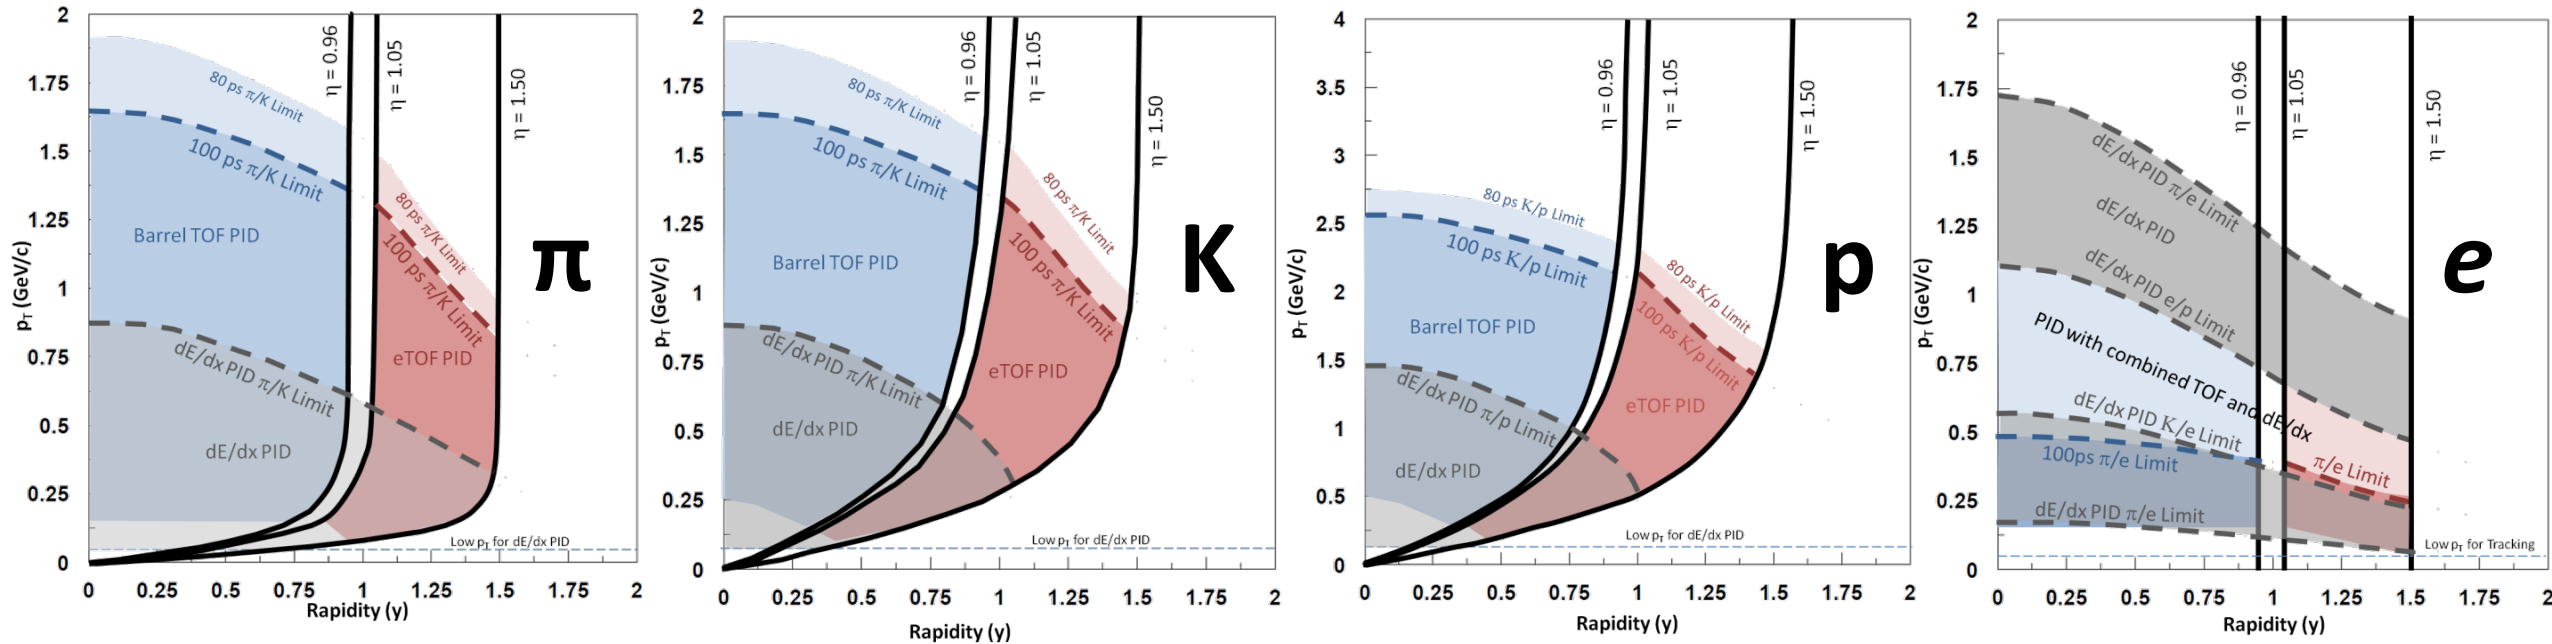 2
1.75
1.5
1.25
1
0.75
0.5
0.25
0
pT (GeV/c)
80 ps π/K Limit
100 ps π/K Limit
Barrel TOF PID
dE/dx PID π/K Limit
dE/dx PID
η = 0.96
η = 1.05
η = 1.50
80 ps π/K Limit
100 ps π/K Limit
eTOF PID
Low pT for dE/dx PID
π
0 0.25 0.5 0.75 1 1.25 1.5 1.75 2
Rapidity (y)
2
1.75
1.5
1.25
1
0.75
0.5
0.25
0
pT (GeV/c)
80 ps π/K Limit
100 ps π/K Limit
Barrel TOF PID
dE/dx PID π/K Limit
dE/dx PID
η = 0.96
η = 1.05
η = 1.50
80 ps π/K Limit
100 ps π/K Limit
eTOF PID
Low pT for dE/dx PID
K
0 0.25 0.5 0.75 1 1.25 1.5 1.75 2
Rapidity (y)
4
3.5
3
2.5
2
1.5
1
0.5
0
pT (GeV/c)
80 ps K/p Limit
100 ps K/p Limit
Barrel TOF PID
dE/dx PID π/p Limit
dE/dx PID
η = 0.96
η = 1.05
η = 1.50
80 ps K/p Limit
100 ps K/p Limit
eTOF PID
Low pT for dE/dx PID
p
0 0.25 0.5 0.75 1 1.25 1.5 1.75 2
Rapidity (y)
2
1.75
1.5
1.25
1
0.75
0.5
0.25
0
pT (GeV/c)
dE/dx PID π/e Limit
dE/dx PID
dE/dx PID e/p Limit
PID with combined TOF and dE/dx
dE/dx PID K/e Limit
100ps π/e Limit
dE/dx PID π/e Limit
η = 0.96
η = 1.05
η = 1.50
π/e Limit
Low pT for Tracking
e
0 0.25 0.5 0.75 1 1.25 1.5 1.75 2
Rapidity (y)